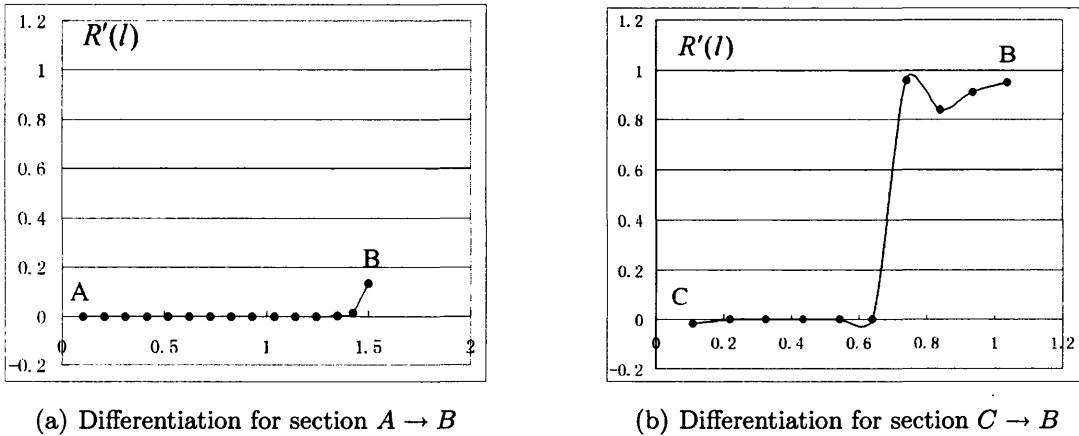 1.2
R'(l)
1
0.8
0.6
0.4
0.2
B
A
0
-0.2
0 0.5 1 1.5 2
(a) Differentiation for section A → B
1.2
R'(l)
B
1
0.8
0.6
0.4
0.2
C
0
-0.2
0 0.2 0.4 0.6 0.8 1 1.2
(b) Differentiation for section C → B